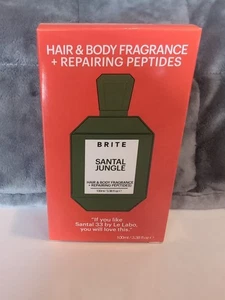 HAIR & BODY FRAGRANCE
+ REPAIRING PEPTIDES
BRITE
SANTAL
JUNGLE
HAIR & BODY FRAGRANCE
+ REPAIRING PEPTIDES
"If you like
Santal 33 by Le Labo,
you will love this."